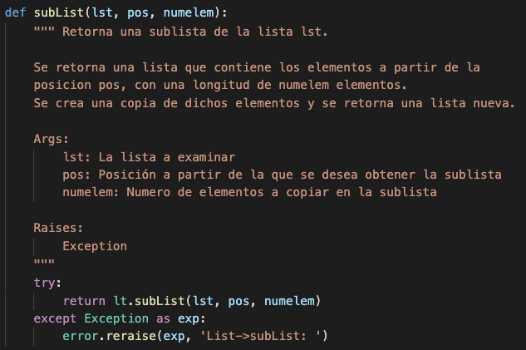 def subList(lst, pos, numelem):
""" Retorna una sublista de la lista lst.
Se retorna una lista que contiene los elementos a partir de la
posicion pos, con una longitud de numelem elementos.
Se crea una copia de dichos elementos y se retorna una lista nueva.
Args:
lst: La lista a examinar
pos: Posición a partir de la que se desea obtener la sublista
numelem: Numero de elementos a copiar en la sublista
Raises:
Exception
"""
try:
return lt.subList(lst, pos, numelem)
except Exception as exp:
error.reraise(exp, 'List->subList: ')